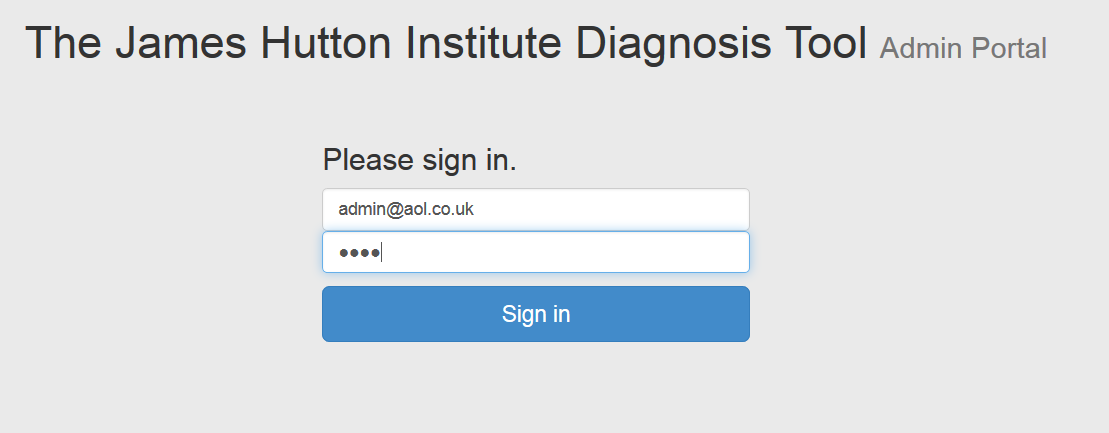 The James Hutton Institute Diagnosis Tool Admin Portal
Please sign in.
admin@aol.co.uk
••••
Sign in